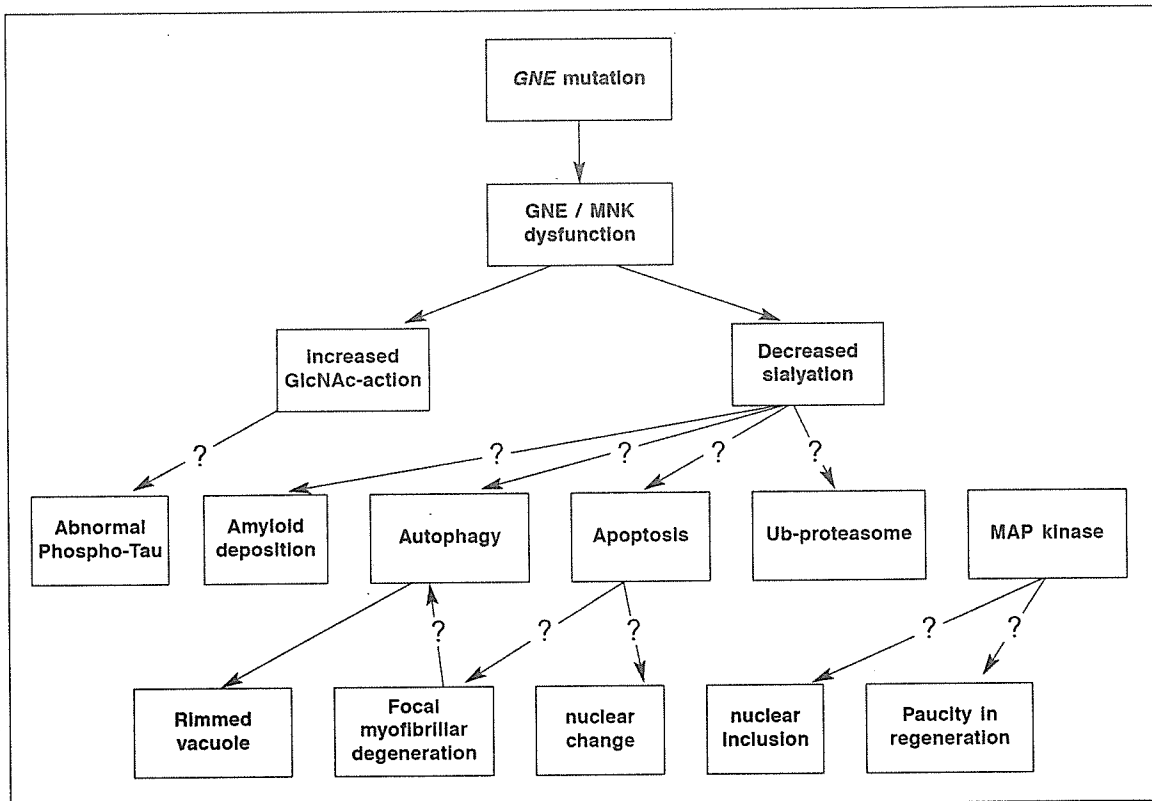 GNE mutation
GNE / MNK
dysfunction
increased
GlcNAc-action
Decreased
sialyation
?
?
?
?
?
Abnormal
Phospho-Tau
Amyloid
deposition
Autophagy
Apoptosis
Ub-proteasome
MAP kinase
?
?
?
?
?
Rimmed
vacuole
Focal
myofibrillar
degeneration
nuclear
change
nuclear
inclusion
Paucity in
regeneration